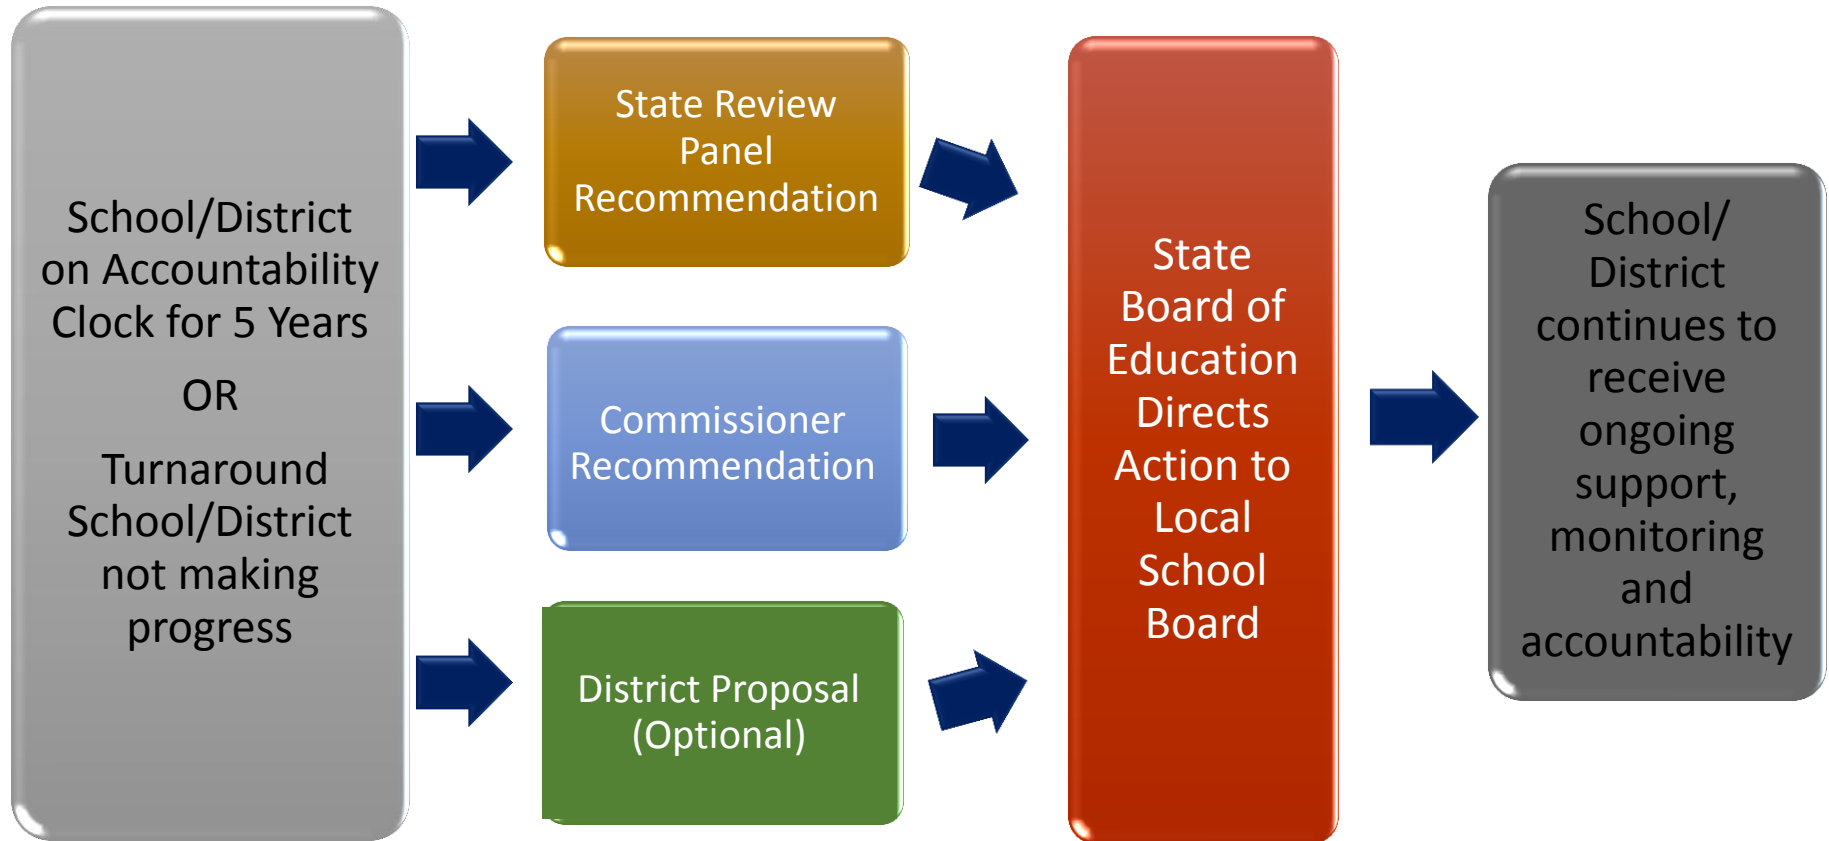 School/District
on Accountability
Clock for 5 Years
OR
Turnaround
School/District
not making
progress
State Review
Panel
Recommendation
Commissioner
Recommendation
District Proposal
(Optional)
State
Board of
Education
Directs
Action to
Local
School
Board
School/
District
continues to
receive
ongoing
support,
monitoring
and
accountability